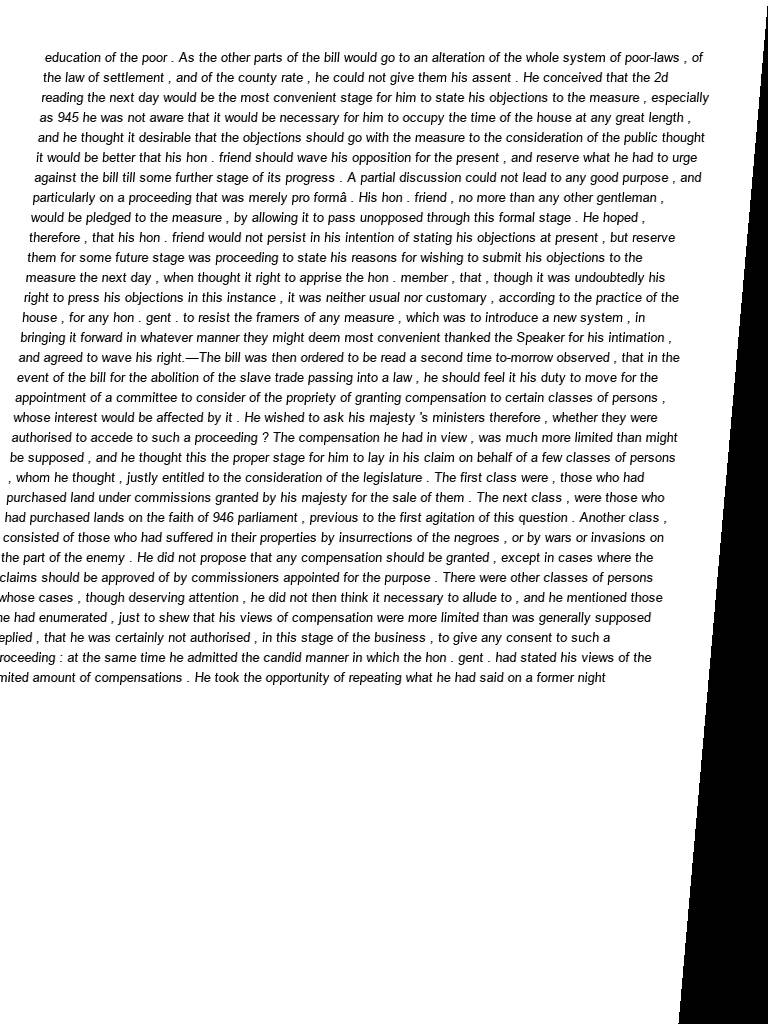 education of the poor . As the other parts of the bill would go to an alteration of the whole system of poor-laws , of
the law of settlement , and of the county rate , he could not give them his assent . He conceived that the 2d
reading the next day would be the most convenient stage for him to state his objections to the measure , especially
as 945 he was not aware that it would be necessary for him to occupy the time of the house at any great length ,
and he thought it desirable that the objections should go with the measure to the consideration of the public thought
it would be better that his hon . friend should wave his opposition for the present , and reserve what he had to urge
against the bill till some further stage of its progress . A partial discussion could not lead to any good purpose , and
particularly on a proceeding that was merely pro formâ . His hon . friend , no more than any other gentleman ,
would be pledged to the measure , by allowing it to pass unopposed through this formal stage . He hoped ,
therefore , that his hon . friend would not persist in his intention of stating his objections at present , but reserve
them for some future stage was proceeding to state his reasons for wishing to submit his objections to the
measure the next day , when thought it right to apprise the hon . member , that , though it was undoubtedly his
right to press his objections in this instance , it was neither usual nor customary , according to the practice of the
house , for any hon . gent . to resist the framers of any measure , which was to introduce a new system , in
bringing it forward in whatever manner they might deem most convenient thanked the Speaker for his intimation ,
and agreed to wave his right.—The bill was then ordered to be read a second time to-morrow observed , that in the
event of the bill for the abolition of the slave trade passing into a law , he should feel it his duty to move for the
appointment of a committee to consider of the propriety of granting compensation to certain classes of persons ,
whose interest would be affected by it . He wished to ask his majesty 's ministers therefore , whether they were
authorised to accede to such a proceeding ? The compensation he had in view , was much more limited than might
be supposed , and he thought this the proper stage for him to lay in his claim on behalf of a few classes of persons
, whom he thought , justly entitled to the consideration of the legislature . The first class were , those who had
purchased land under commissions granted by his majesty for the sale of them . The next class , were those who
had purchased lands on the faith of 946 parliament , previous to the first agitation of this question . Another class ,
consisted of those who had suffered in their properties by insurrections of the negroes , or by wars or invasions on
the part of the enemy . He did not propose that any compensation should be granted , except in cases where the
claims should be approved of by commissioners appointed for the purpose . There were other classes of persons
whose cases , though deserving attention , he did not then think it necessary to allude to , and he mentioned those
he had enumerated , just to shew that his views of compensation were more limited than was generally supposed
eplied , that he was certainly not authorised , in this stage of the business , to give any consent to such a
roceeding : at the same time he admitted the candid manner in which the hon . gent . had stated his views of the
mited amount of compensations . He took the opportunity of repeating what he had said on a former night